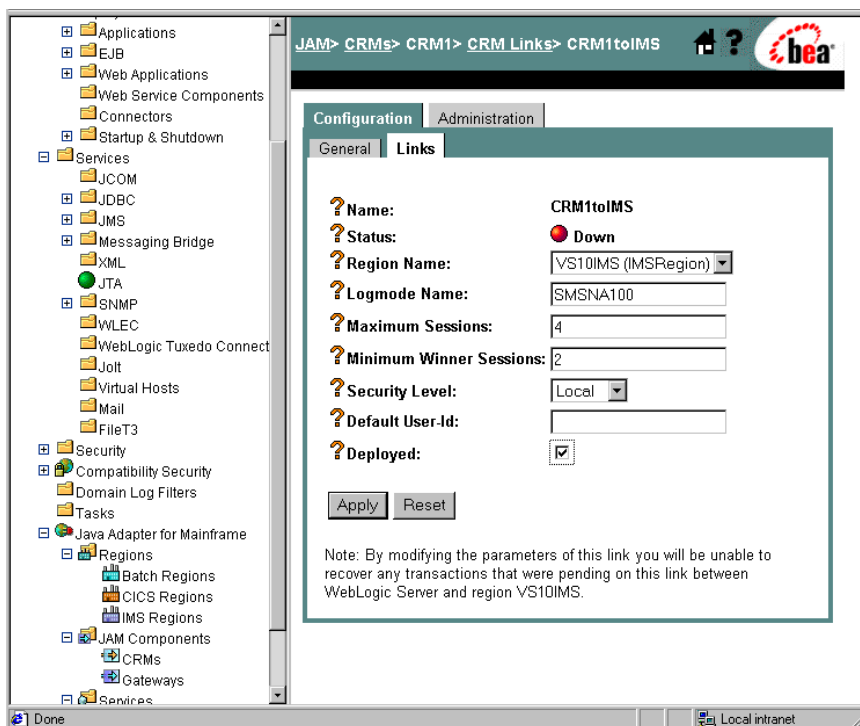 Applications
EJB
Web Applications
Web Service Components
Connectors
Startup & Shutdown
Services
JCOM
JDBC
JMS
Messaging Bridge
XML
JTA
SNMP
WLEC
WebLogic Tuxedo Connect
Jolt
Virtual Hosts
Mail
FileT3
Security
Compatibility Security
Domain Log Filters
Tasks
Java Adapter for Mainframe
Regions
Batch Regions
CICS Regions
IMS Regions
JAM Components
CRMs
Gateways
Services
JAM> CRMs> CRM1> CRM Links> CRM1toIMS
?
bea
Configuration Administration
General Links
? Name: CRM1toIMS
? Status: Down
? Region Name: VS10IMS (IMSRegion)
? Logmode Name: SMSNA100
? Maximum Sessions: 4
? Minimum Winner Sessions: 2
? Security Level: Local
? Default User-Id:
? Deployed:
Apply Reset
Note: By modifying the parameters of this link you will be unable to
recover any transactions that were pending on this link between
WebLogic Server and region VS10IMS.
Done Local intranet